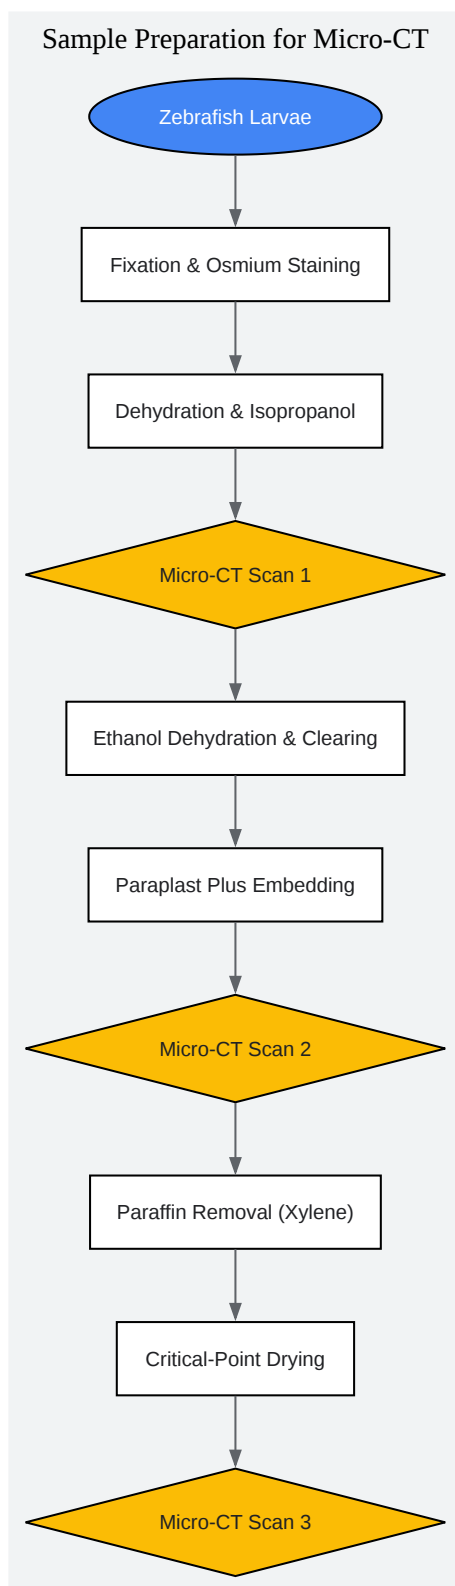 Sample Preparation for Micro-CT
Zebrafish Larvae
Fixation & Osmium Staining
Dehydration & Isopropanol
Micro-CT Scan 1
Ethanol Dehydration & Clearing
Paraplast Plus Embedding
Micro-CT Scan 2
Paraffin Removal (Xylene)
Critical-Point Drying
Micro-CT Scan 3